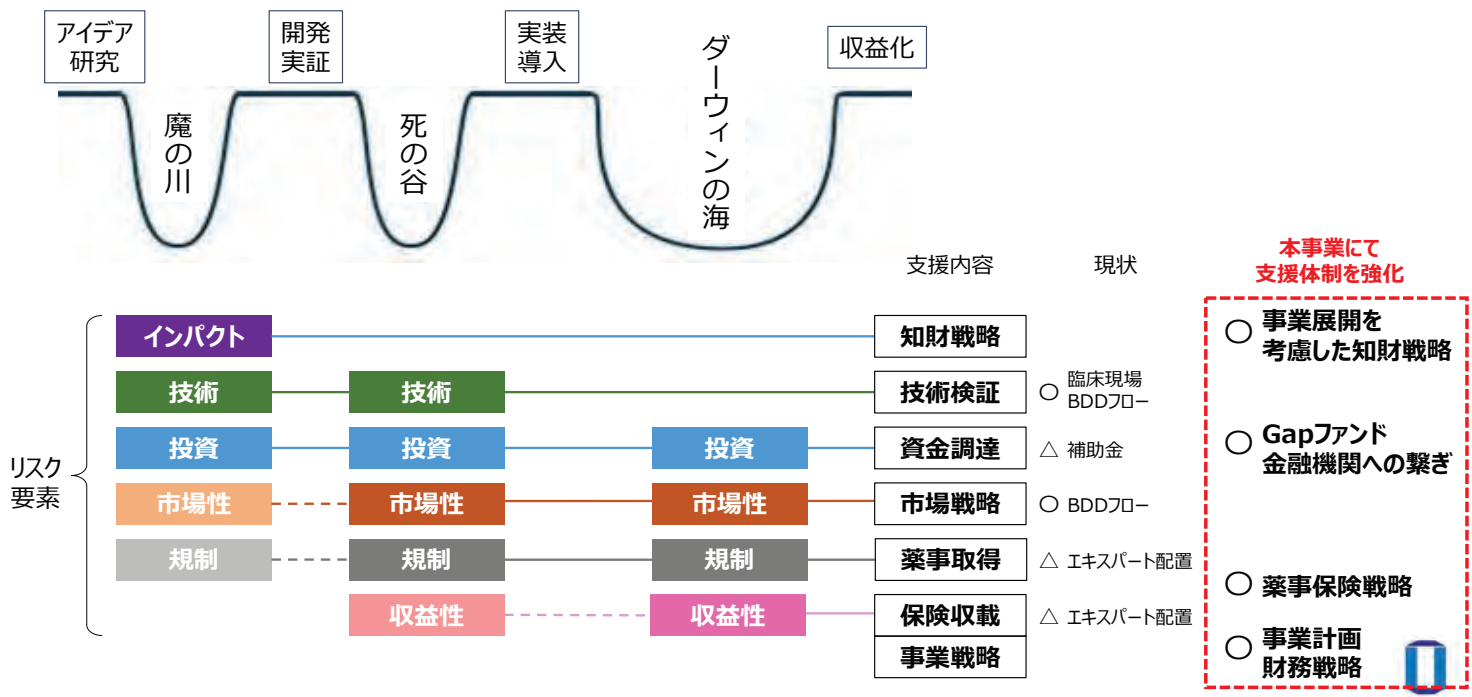 アイデア
研究
開発
実証
実装
導入
収益化
魔の川
死の谷
ダーウィンの海
支援内容
現状
本事業にて
支援体制を強化
リスク
要素
インパクト
知財戦略
○ 事業展開を
考慮した知財戦略
技術
技術
技術検証
○ 臨床現場
BDDフロー
投資
投資
投資
資金調達
△ 補助金
○ Gapファンド
金融機関への繋ぎ
市場性
市場性
市場性
市場戦略
○ BDDフロー
規制
規制
規制
薬事取得
△ エキスパート配置
○ 薬事保険戦略
収益性
収益性
保険収載
△ エキスパート配置
事業戦略
○ 事業計画
財務戦略